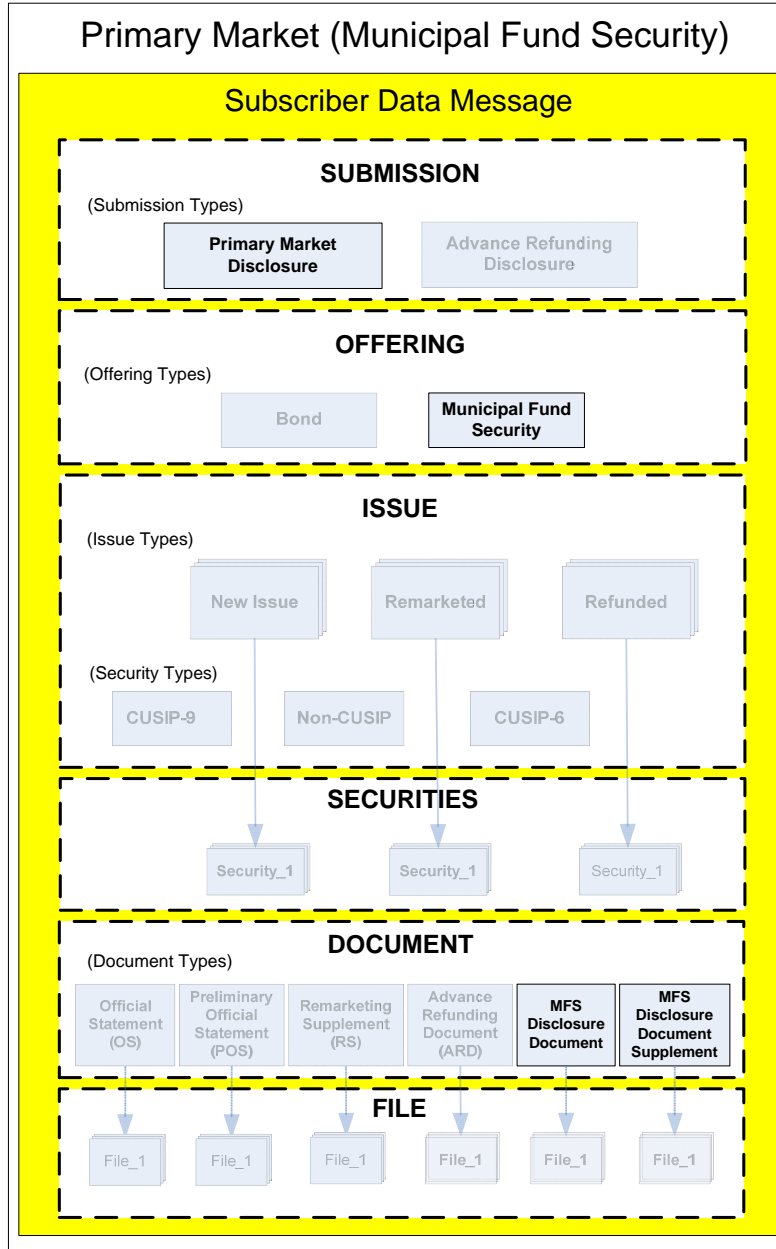 Primary Market (Municipal Fund Security)
Subscriber Data Message
SUBMISSION
(Submission Types)
Primary Market
Disclosure
Advance Refunding
Disclosure
OFFERING
(Offering Types)
Bond
Municipal Fund
Security
ISSUE
(Issue Types)
New Issue
Remarketed
Refunded
(Security Types)
CUSIP-9
Non-CUSIP
CUSIP-6
SECURITIES
Security_1
Security_1
Security_1
DOCUMENT
(Document Types)
Official
Statement
(OS)
Preliminary
Official
Statement
(POS)
Remarketing
Supplement
(RS)
Advance
Refunding
Document
(ARD)
MFS
Disclosure
Document
MFS
Disclosure
Document
Supplement
FILE
File_1
File_1
File_1
File_1
File_1
File_1